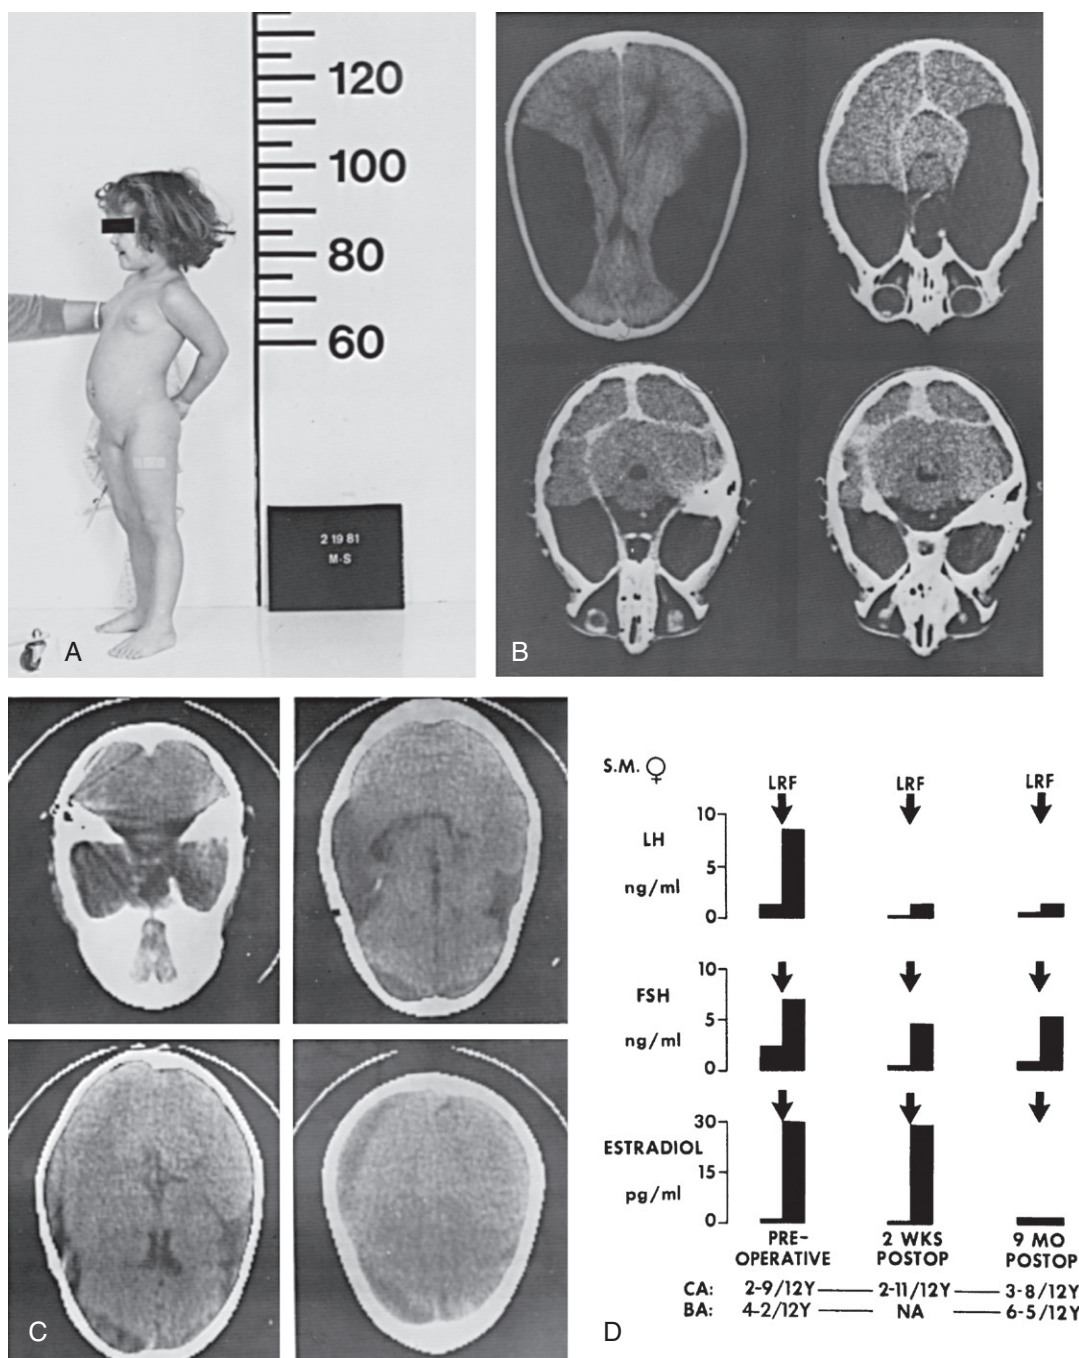 120
100
80
60
2 19 81
M-S
A
B
C
S.M. ♀
LRF LRF LRF
10
LH
5
ng/ml
0
10
FSH
5
ng/ml
0
30
ESTRADIOL
15
pg/ml
0
PRE-
OPERATIVE
2 WKS
POSTOP
9 MO
POSTOP
CA: 2-9/12Y 2-11/12Y 3-8/12Y
BA: 4-2/12Y NA 6-5/12Y
D